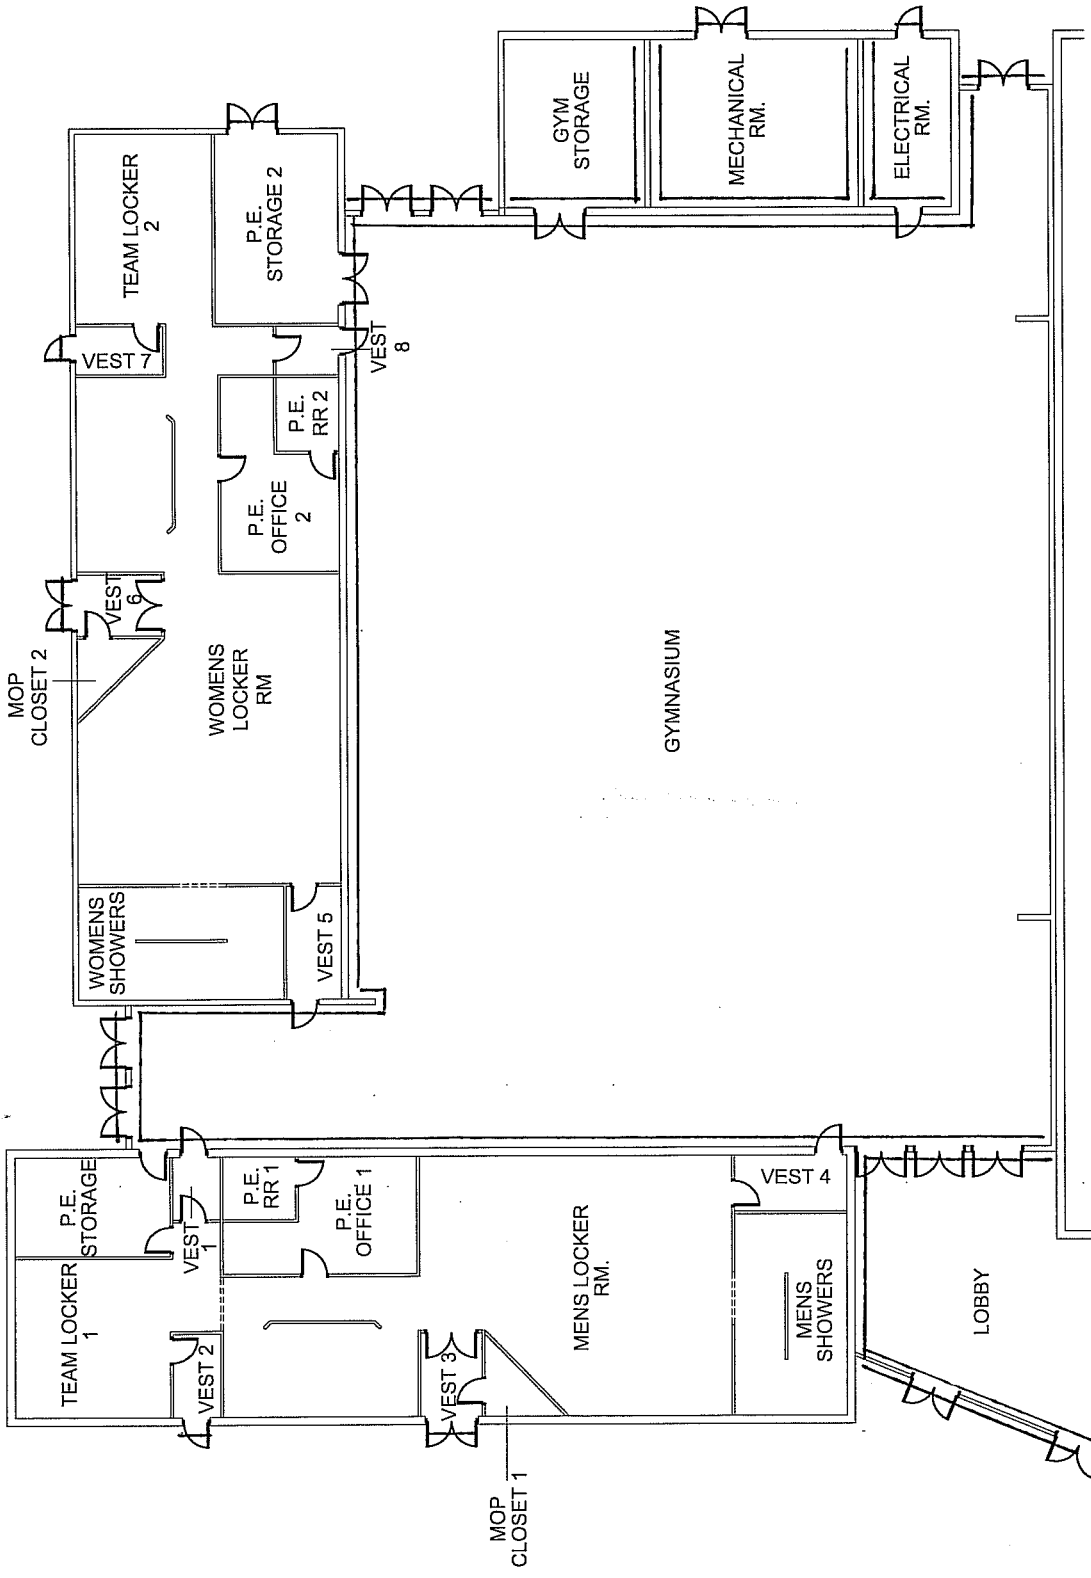 MOP
CLOSET 2
TEAM LOCKER
2
P.E.
STORAGE 2
VEST 7
VEST
8
P.E.
RR 2
P.E.
OFFICE
2
VEST
6
WOMENS
LOCKER
RM
WOMENS
SHOWERS
VEST 5
GYM
STORAGE
MECHANICAL
RM.
ELECTRICAL
RM.
GYMNASIUM
P.E.
STORAGE
TEAM LOCKER
1
VEST
1
VEST 2
P.E.
RR 1
P.E.
OFFICE 1
VEST 3
MOP
CLOSET 1
MENS LOCKER
RM.
VEST 4
MENS
SHOWERS
LOBBY